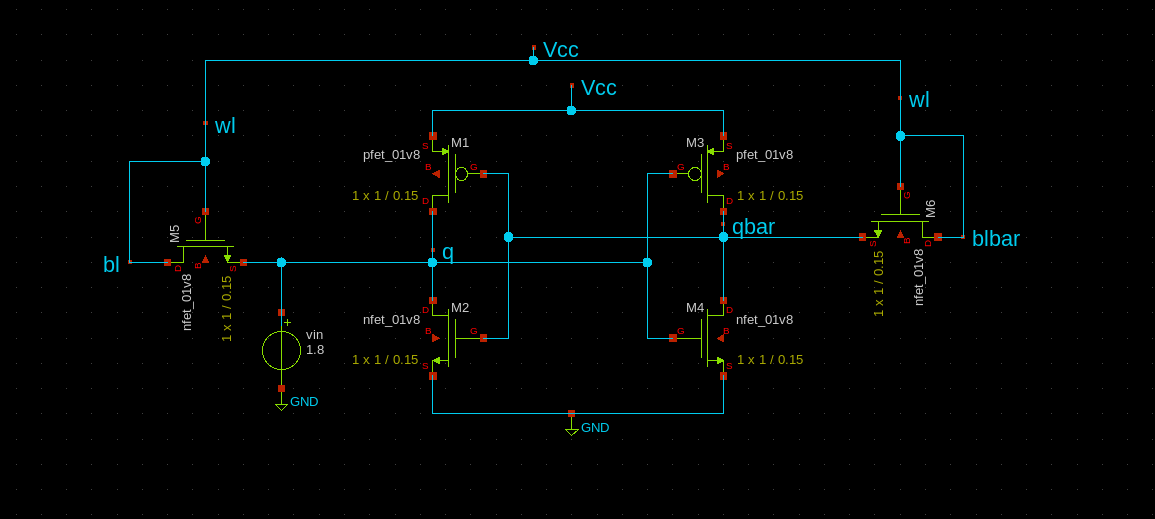 Vcc
Vcc
wl
wl
M1
M3
pfet_01v8
pfet_01v8
S
S
B
G
G
B
1 x 1 / 0.15
1 x 1 / 0.15
D
D
M5
G
M6
G
bl
D
B
S
q
qbar
S
B
D
blbar
nfet_01v8
1 x 1 / 0.15
1 x 1 / 0.15
nfet_01v8
M2
M4
nfet_01v8
nfet_01v8
D
D
B
G
G
B
1 x 1 / 0.15
1 x 1 / 0.15
S
S
+
vin
1.8
GND
GND